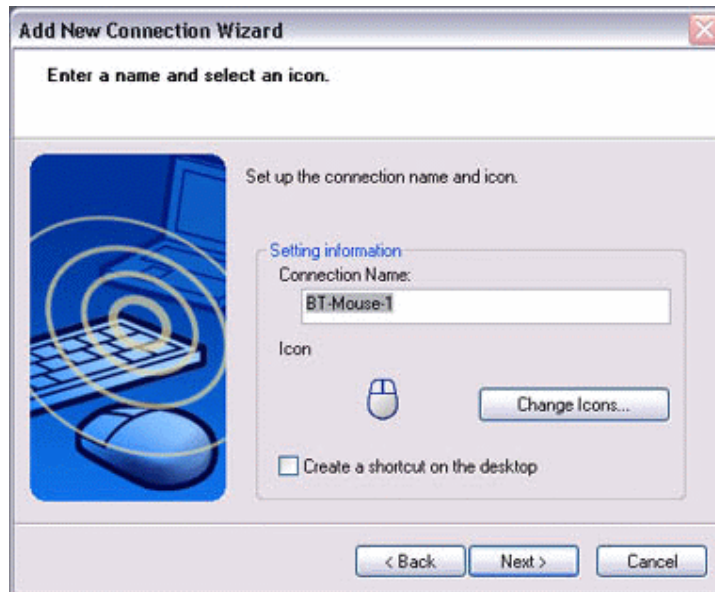 Add New Connection Wizard
Enter a name and select an icon.
Set up the connection name and icon.
Setting information
Connection Name:
BT-Mouse-1
Icon
Change Icons...
Create a shortcut on the desktop
< Back Next > Cancel